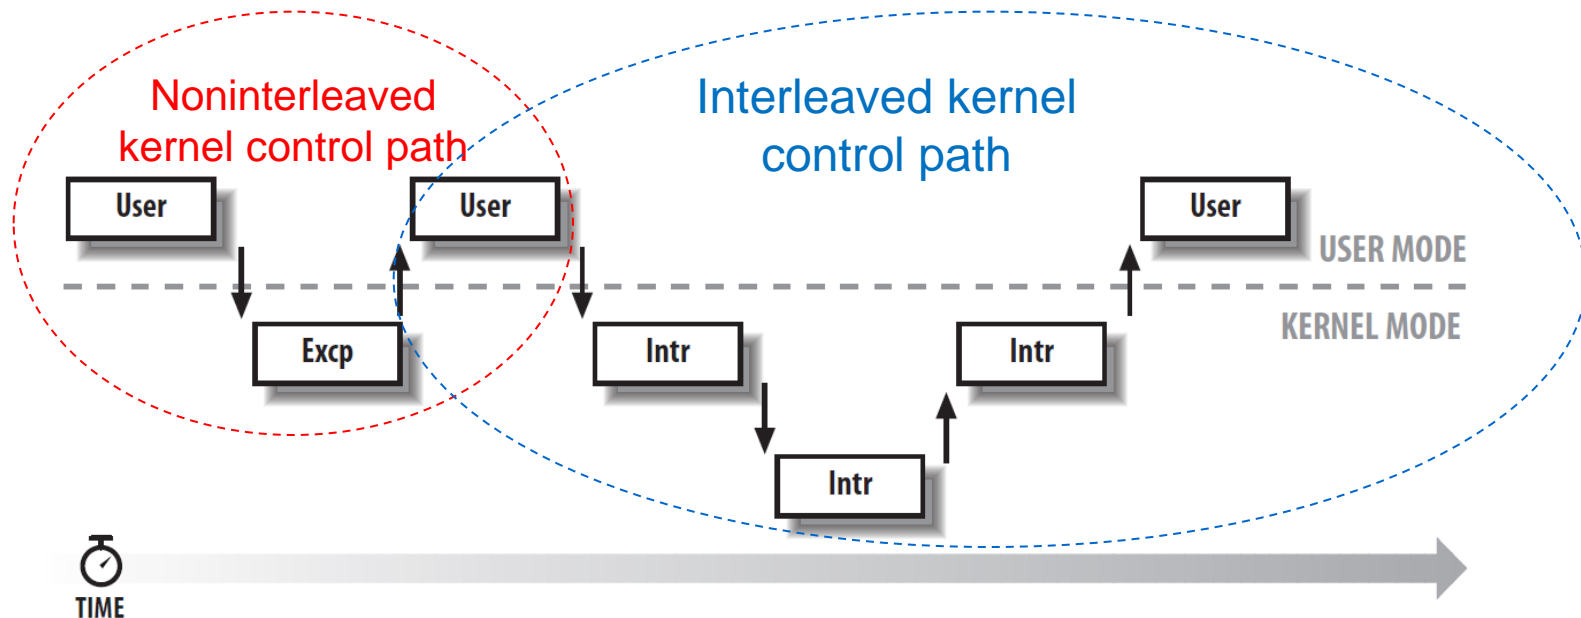 Noninterleaved
kernel control path
Interleaved kernel
control path
User
User
User
USER MODE
KERNEL MODE
Excp
Intr
Intr
Intr
TIME